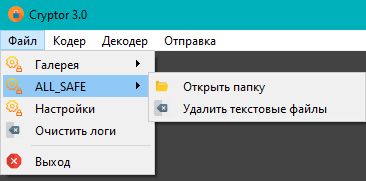 Cryptor 3.0
Файл Кодер Декодер Отправка
Галерея
ALL_SAFE
Открыть папку
Настройки
Удалить текстовые файлы
Очистить логи
Выход